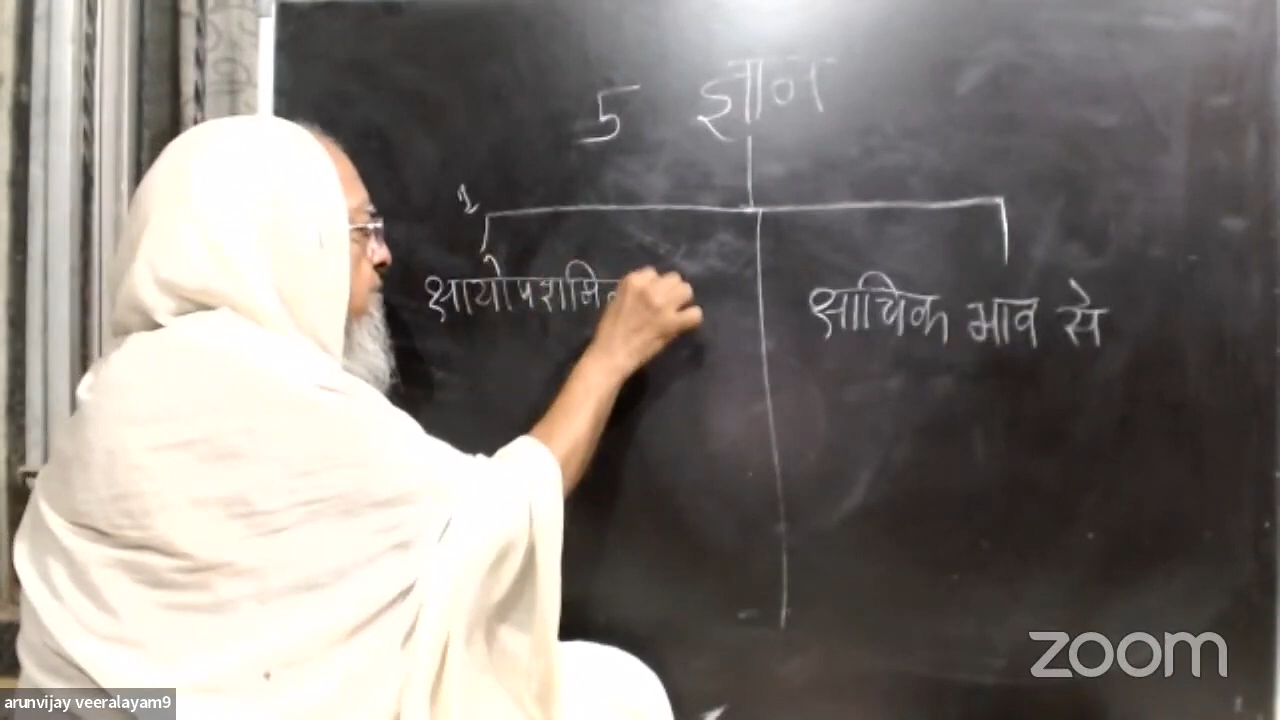 5 ज्ञान
1
क्षायोपशमिक
क्षायिक भाव से
zoom
arunvijay veeralayam9